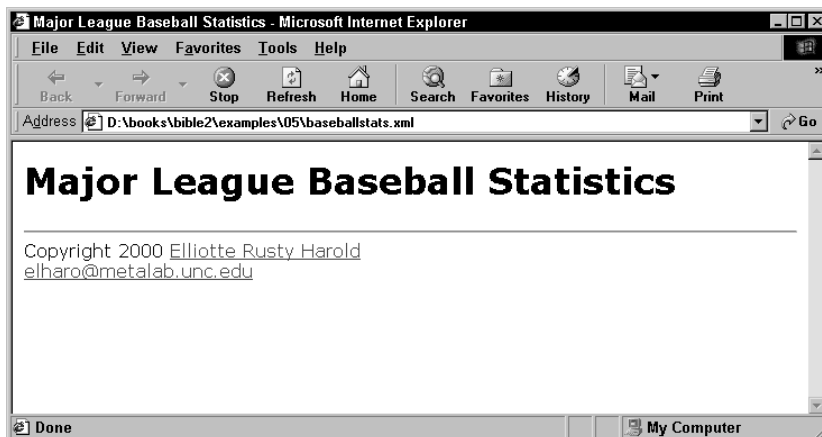 Major League Baseball Statistics - Microsoft Internet Explorer
File Edit View Favorites Tools Help
Back Forward Stop Refresh Home Search Favorites History Mail Print »
Address D:\books\bible2\examples\05\baseballstats.xml Go
Major League Baseball Statistics
Copyright 2000 Elliotte Rusty Harold
elharo@metalab.unc.edu
Done My Computer